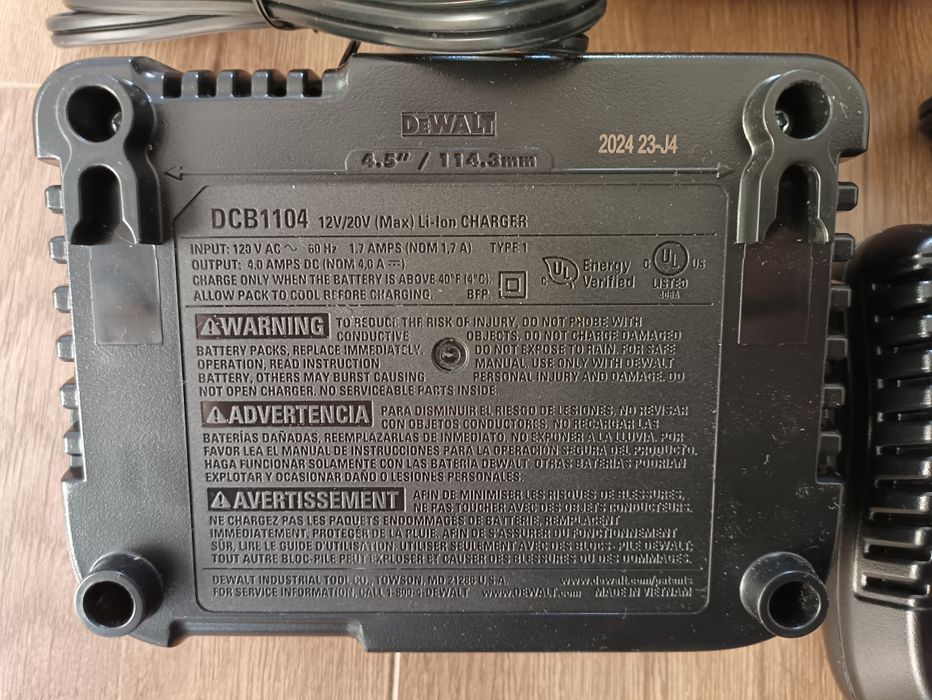 DEWALT
4.5" / 114.3mm
2024 23-J4
DCB1104 12V/20V (Max) Li-Ion CHARGER
INPUT: 120 V AC ~ 60 Hz 1.7 AMPS (NOM 1,7 A) TYPE 1
OUTPUT: 4.0 AMPS DC (NOM 4,0 A ⎓)
CHARGE ONLY WHEN THE BATTERY IS ABOVE 40°F (4°C).
ALLOW PACK TO COOL BEFORE CHARGING. BFP
C UL Energy Verified
C UL US
LISTED
WARNING TO REDUCE THE RISK OF INJURY, DO NOT PROBE WITH
CONDUCTIVE OBJECTS. DO NOT CHARGE DAMAGED
BATTERY PACKS, REPLACE IMMEDIATELY. DO NOT EXPOSE TO RAIN. FOR SAFE
OPERATION, READ INSTRUCTION MANUAL. USE ONLY WITH DEWALT
BATTERY, OTHERS MAY BURST CAUSING PERSONAL INJURY AND DAMAGE. DO
NOT OPEN CHARGER. NO SERVICEABLE PARTS INSIDE.
ADVERTENCIA PARA DISMINUIR EL RIESGO DE LESIONES, NO REVISAR
CON OBJETOS CONDUCTORES. NO RECARGAR LAS
BATERÍAS DAÑADAS, REEMPLAZARLAS DE INMEDIATO. NO EXPONER A LA LLUVIA. POR
FAVOR LEA EL MANUAL DE INSTRUCCIONES PARA LA OPERACIÓN SEGURA DEL PRODUCTO.
HAGA FUNCIONAR SOLAMENTE CON LAS BATERÍA DEWALT. OTRAS BATERÍAS PODRÍAN
EXPLOTAR Y OCASIONAR DAÑO O LESIONES PERSONALES.
AVERTISSEMENT AFIN DE MINIMISER LES RISQUES DE BLESSURES,
NE PAS TOUCHER AVEC DES OBJETS CONDUCTEURS.
NE CHARGEZ PAS LES PAQUETS ENDOMMAGES DE BATTERIE, REMPLACENT
IMMÉDIATEMENT. PROTÉGER DE LA PLUIE. AFIN DE S'ASSURER DU FONCTIONNEMENT
SÛR, LIRE LE GUIDE D'UTILISATION. UTILISER SEULEMENT AVEC DES BLOCS-PILE DEWALT;
TOUT AUTRE BLOC-PILE PEUT EXPLOSER ET CAUSER DES BLESSURES OU DES DOMMAGES.
DEWALT INDUSTRIAL TOOL CO., TOWSON, MD 21286 U.S.A. www.dewalt.com/patents
FOR SERVICE INFORMATION, CALL 1-800-4-DEWALT www.DEWALT.com MADE IN VIETNAM